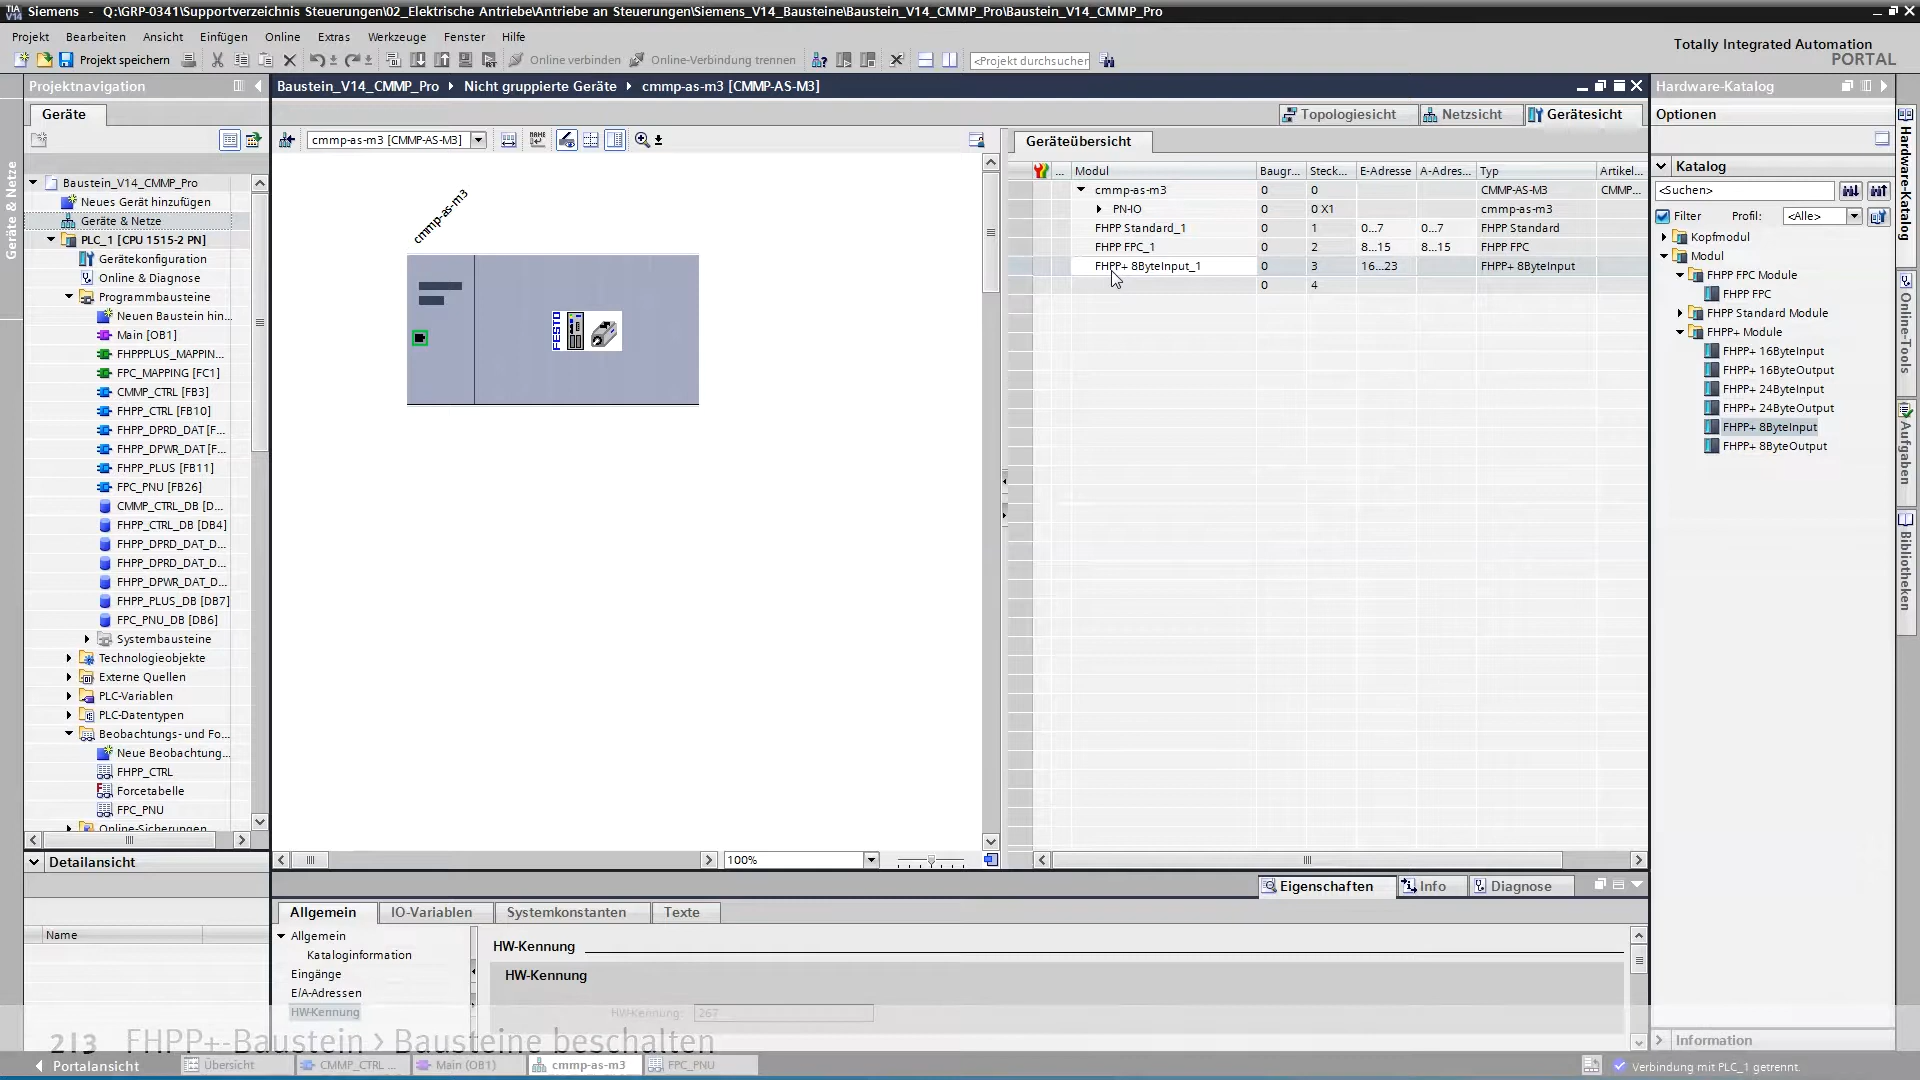 Siemens - Q:\GRP-0341\Supportverzeichnis Steuerungen\02_Elektrische Antriebe\Antriebe an Steuerungen\Siemens_V14_Bausteine\Baustein_V14_CMMP_Pro\Baustein_V14_CMMP_Pro
Projekt Bearbeiten Ansicht Einfügen Online Extras Werkzeuge Fenster Hilfe
Totally Integrated Automation
PORTAL
Projekt speichern Online verbinden Online-Verbindung trennen <Projekt durchsuchen
Projektnavigation
Baustein_V14_CMMP_Pro Nicht gruppierte Geräte cmmp-as-m3 [CMMP-AS-M3]
Hardware-Katalog
Geräte
Topologiesicht Netzsicht Gerätesicht
Optionen
cmmp-as-m3 [CMMP-AS-M3]
Geräteübersicht
Geräte & Netze
Baustein_V14_CMMP_Pro
Neues Gerät hinzufügen
Geräte & Netze
PLC_1 [CPU 1515-2 PN]
Gerätekonfiguration
Online & Diagnose
Programmbausteine
Neuen Baustein hin...
Main [OB1]
FHPPPLUS_MAPPIN...
FPC_MAPPING [FC1]
CMMP_CTRL [FB3]
FHPP_CTRL [FB10]
FHPP_DPRD_DAT [F...
FHPP_DPWR_DAT [F...
FHPP_PLUS [FB11]
FPC_PNU [FB26]
CMMP_CTRL_DB [D...
FHPP_CTRL_DB [DB4]
FHPP_DPRD_DAT_D...
FHPP_DPRD_DAT_D...
FHPP_DPWR_DAT_D...
FHPP_PLUS_DB [DB7]
FPC_PNU_DB [DB6]
Systembausteine
Technologieobjekte
Externe Quellen
PLC-Variablen
PLC-Datentypen
Beobachtungs- und Fo...
Neue Beobachtung...
FHPP_CTRL
Forcetabelle
FPC_PNU
Online-Sicherungen
Detailansicht
Name
cmmp-as-m3
FESTO
100%
... Modul Baugr... Steck... E-Adresse A-Adres... Typ Artikel...
cmmp-as-m3 0 0 CMMP-AS-M3 CMMP...
PN-IO 0 0 X1 cmmp-as-m3
FHPP Standard_1 0 1 0...7 0...7 FHPP Standard
FHPP FPC_1 0 2 8...15 8...15 FHPP FPC
FHPP+ 8ByteInput_1 0 3 16...23 FHPP+ 8ByteInput
0 4
Katalog
<Suchen>
Filter Profil: <Alle>
Kopfmodul
Modul
FHPP FPC Module
FHPP FPC
FHPP Standard Module
FHPP+ Module
FHPP+ 16ByteInput
FHPP+ 16ByteOutput
FHPP+ 24ByteInput
FHPP+ 24ByteOutput
FHPP+ 8ByteInput
FHPP+ 8ByteOutput
Information
Hardware-Katalog
Online-Tools
Aufgaben
Bibliotheken
Eigenschaften Info Diagnose
Allgemein IO-Variablen Systemkonstanten Texte
Allgemein
Kataloginformation
Eingänge
E/A-Adressen
HW-Kennung
HW-Kennung
HW-Kennung
HW-Kennung: 267
213 FHPP+-Baustein > Bausteine beschalten
Portalansicht Übersicht CMMP_CTRL ... Main (OB1) cmmp-as-m3 FPC_PNU
Verbindung mit PLC_1 getrennt.